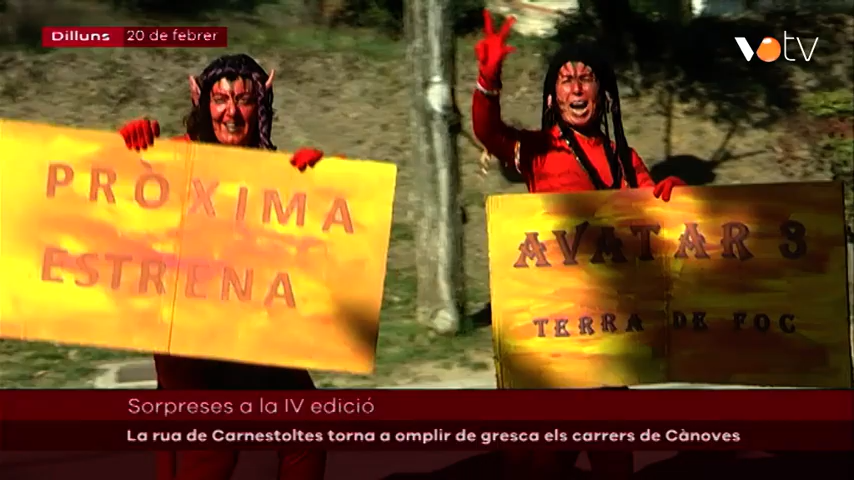 Dilluns 20 de febrer
VOtv
PRÒXIMA
ESTRENA
AVATAR 3
TERRA DE FOC
Sorpreses a la IV edició
La rua de Carnestoltes torna a omplir de gresca els carrers de Cànoves